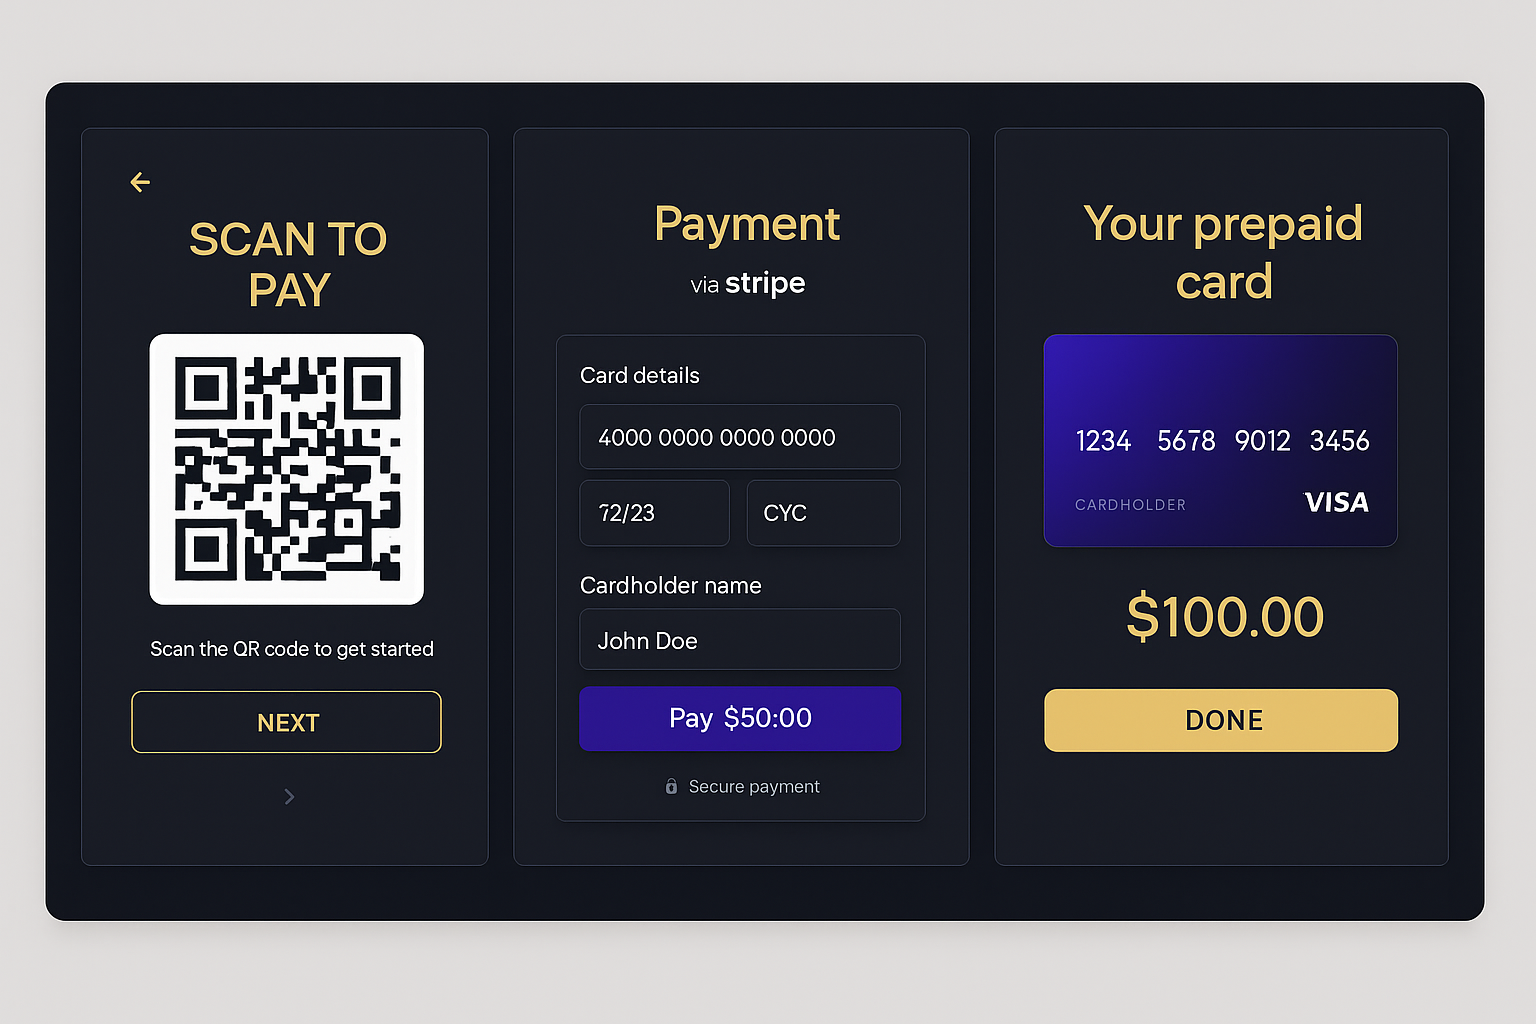 SCAN TO
PAY
Scan the QR code to get started
NEXT
Payment
via stripe
Card details
4000 0000 0000 0000
72/23
CYC
Cardholder name
John Doe
Pay $50:00
Secure payment
Your prepaid
card
1234 5678 9012 3456
CARDHOLDER
VISA
$100.00
DONE